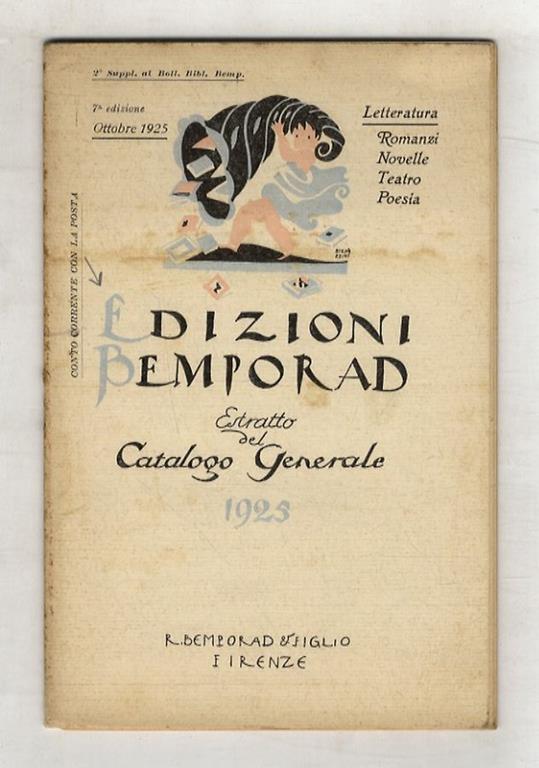 2° Suppl. al Boll. Bibl. Bemp.
7ª edizione
Ottobre 1925
Letteratura
Romanzi
Novelle
Teatro
Poesia
CONTO CORRENTE CON LA POSTA
EDIZIONI
BEMPORAD
Estratto
del
Catalogo Generale
1925
R. BEMPORAD & FIGLIO
FIRENZE